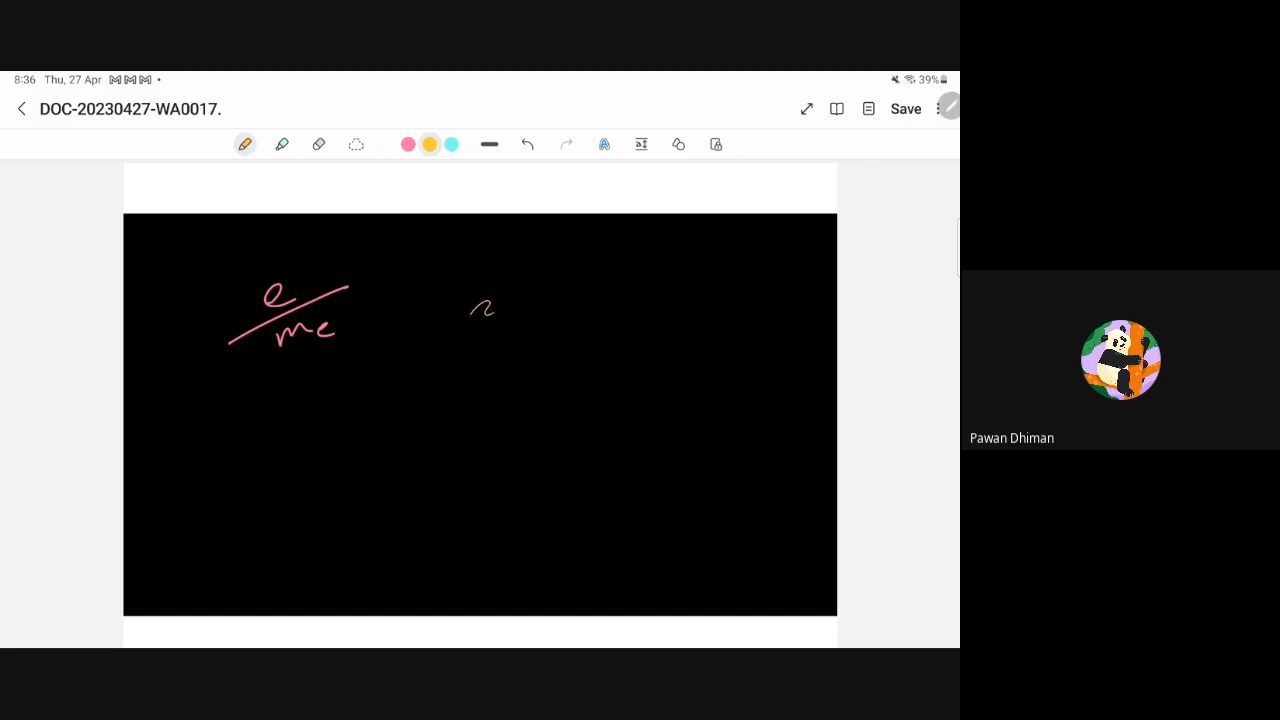 8:36 Thu, 27 Apr
39%
DOC-20230427-WA0017.
Save
e
me
Pawan Dhiman